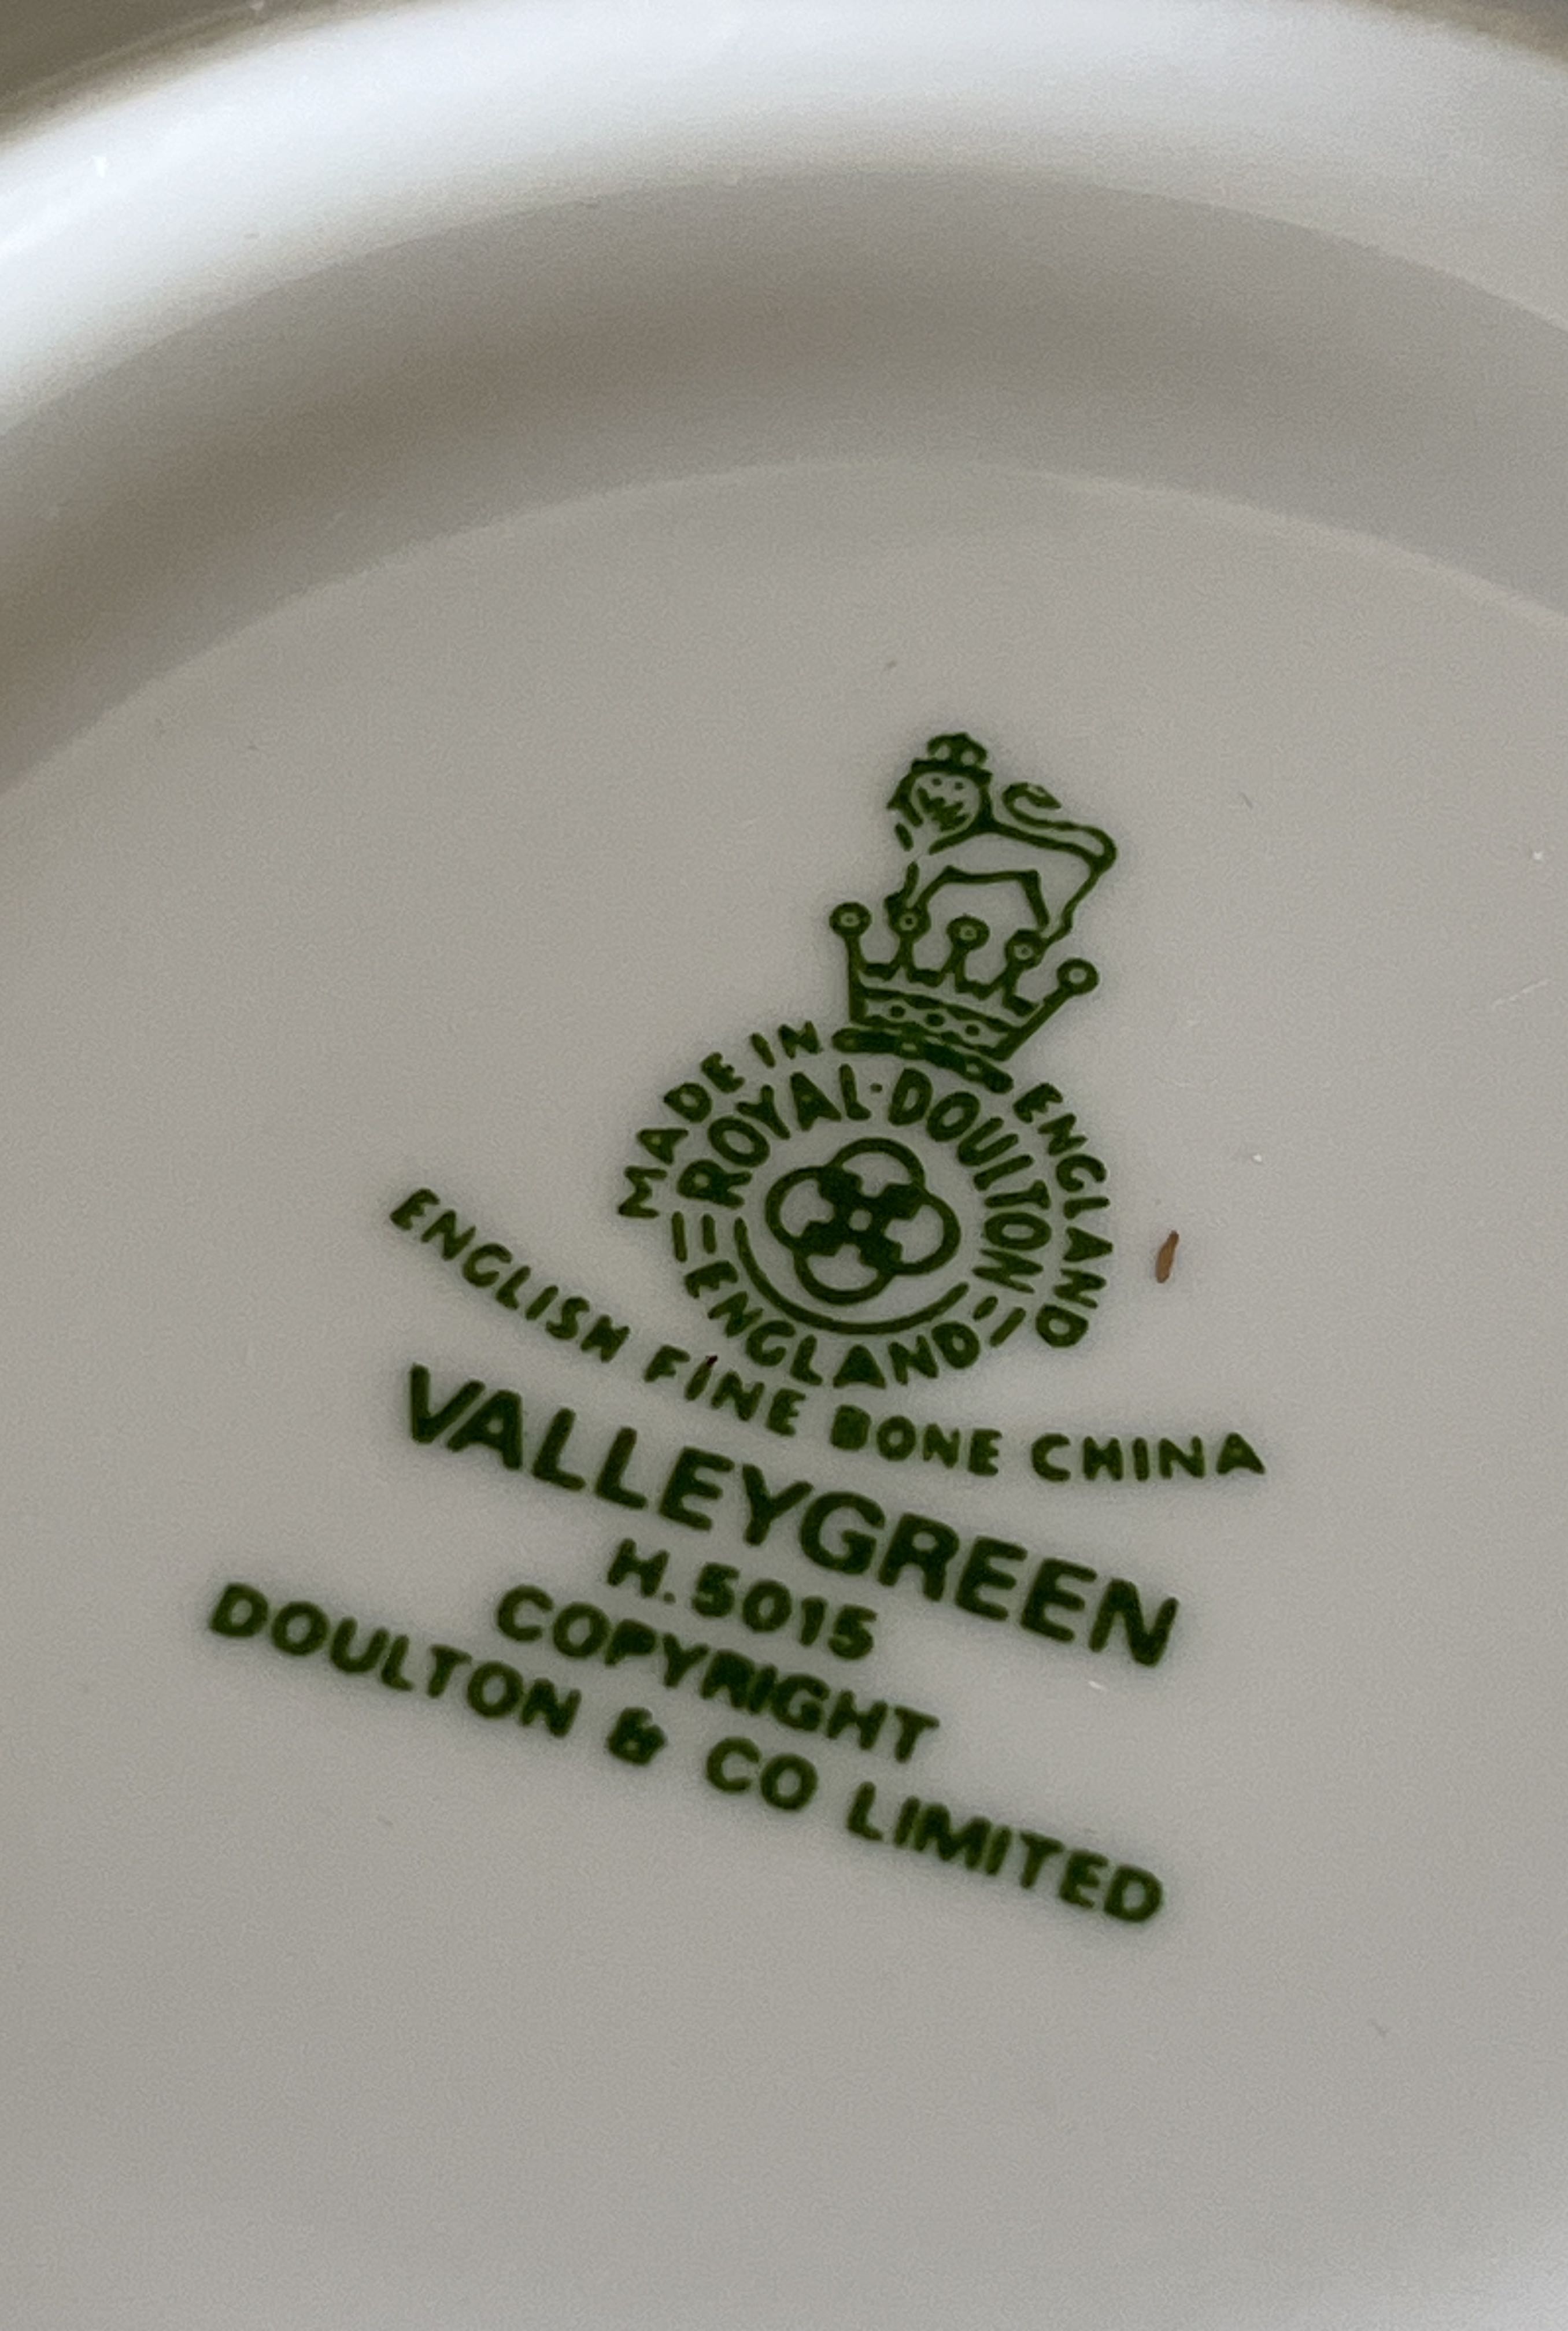 MADE IN ENGLAND
ROYAL·DOULTON
ENGLAND
ENGLISH FINE BONE CHINA
VALLEYGREEN
H.5015
COPYRIGHT
DOULTON & CO LIMITED